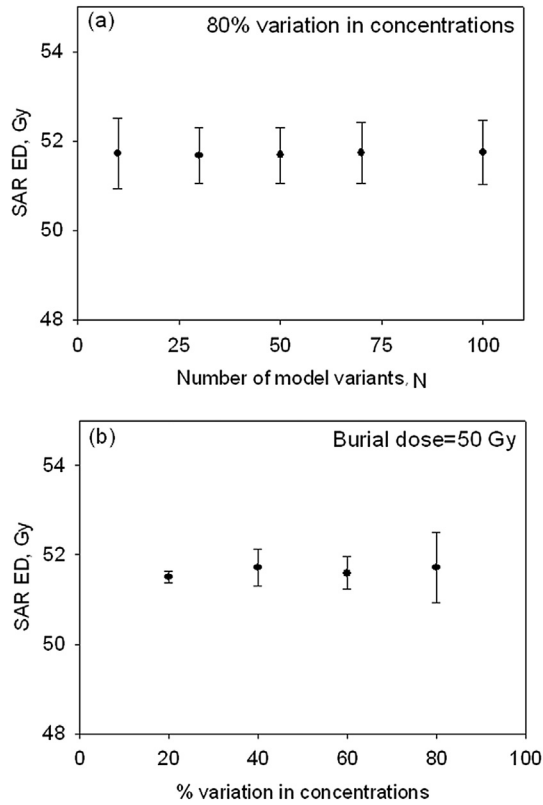 (a)
80% variation in concentrations
54
52
50
48
SAR ED, Gy
0 25 50 75 100
Number of model variants, N
(b)
Burial dose=50 Gy
54
52
50
48
SAR ED, Gy
0 20 40 60 80 100
% variation in concentrations